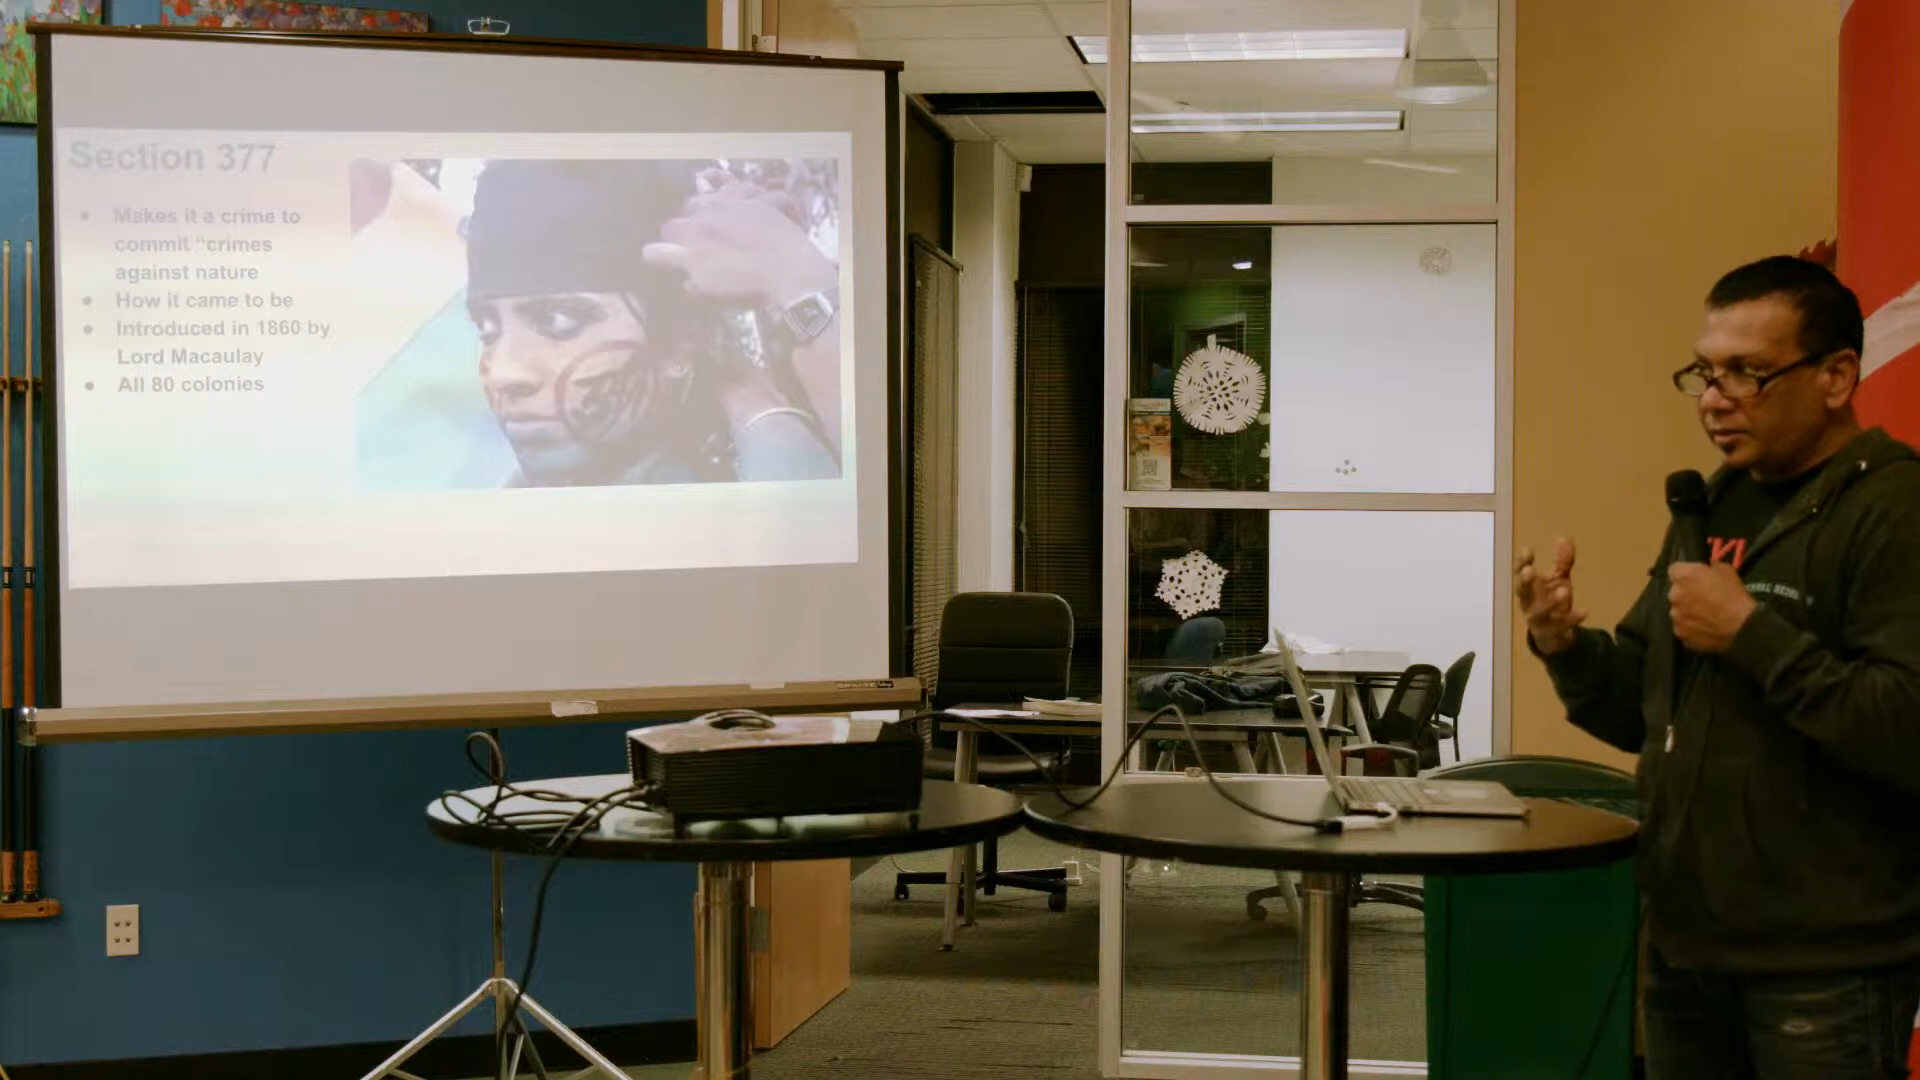 Section 377
● Makes it a crime to
commit “crimes
against nature
● How it came to be
● Introduced in 1860 by
Lord Macaulay
● All 80 colonies